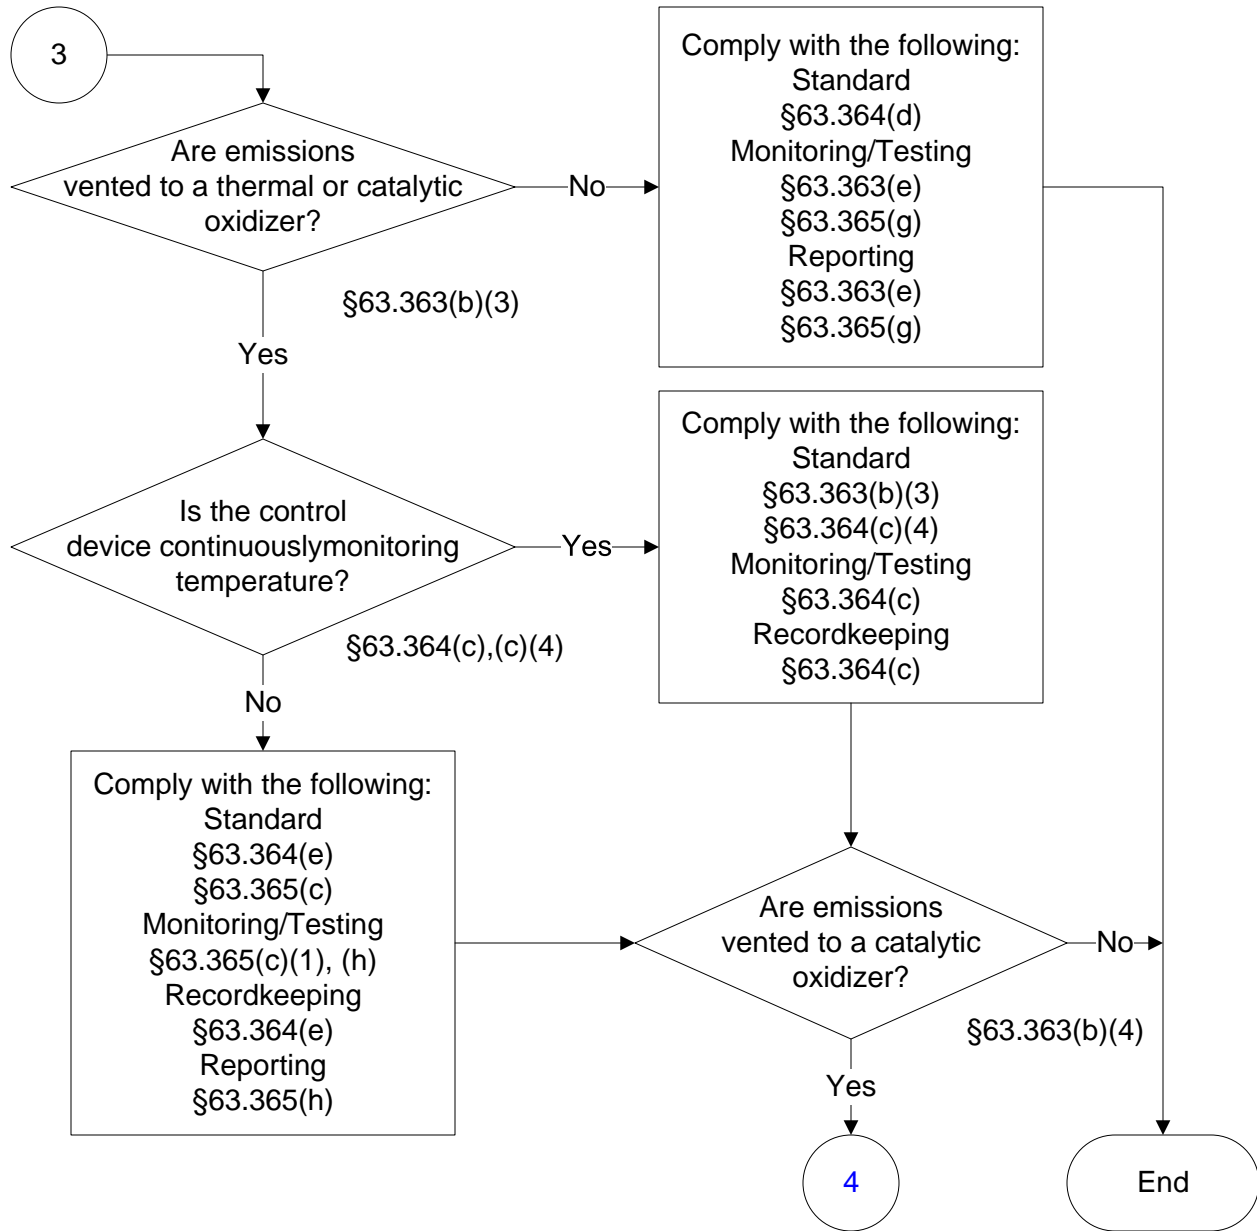 3
Are emissions
vented to a thermal or catalytic
oxidizer?
No
§63.363(b)(3)
Yes
Comply with the following:
Standard
§63.364(d)
Monitoring/Testing
§63.363(e)
§63.365(g)
Reporting
§63.363(e)
§63.365(g)
Is the control
device continuouslymonitoring
temperature?
Yes
§63.364(c),(c)(4)
No
Comply with the following:
Standard
§63.363(b)(3)
§63.364(c)(4)
Monitoring/Testing
§63.364(c)
Recordkeeping
§63.364(c)
Comply with the following:
Standard
§63.364(e)
§63.365(c)
Monitoring/Testing
§63.365(c)(1), (h)
Recordkeeping
§63.364(e)
Reporting
§63.365(h)
Are emissions
vented to a catalytic
oxidizer?
No
§63.363(b)(4)
Yes
4
End